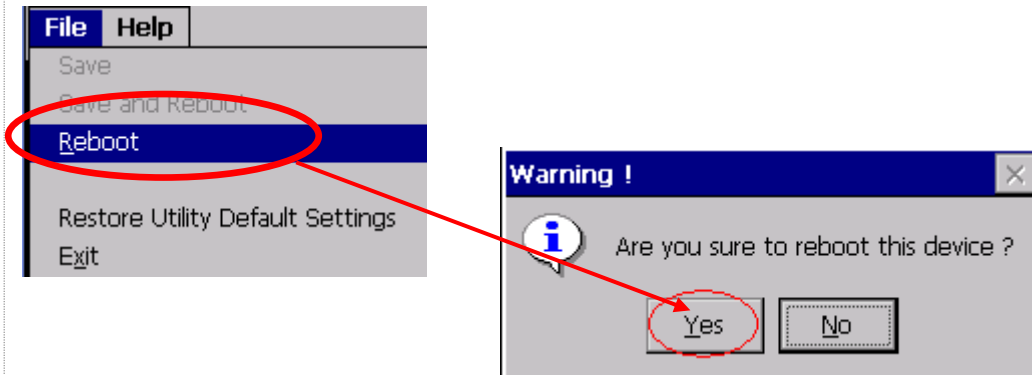 File Help
Save
Save and Reboot
Reboot
Restore Utility Default Settings
Exit
Warning !
Are you sure to reboot this device ?
Yes No